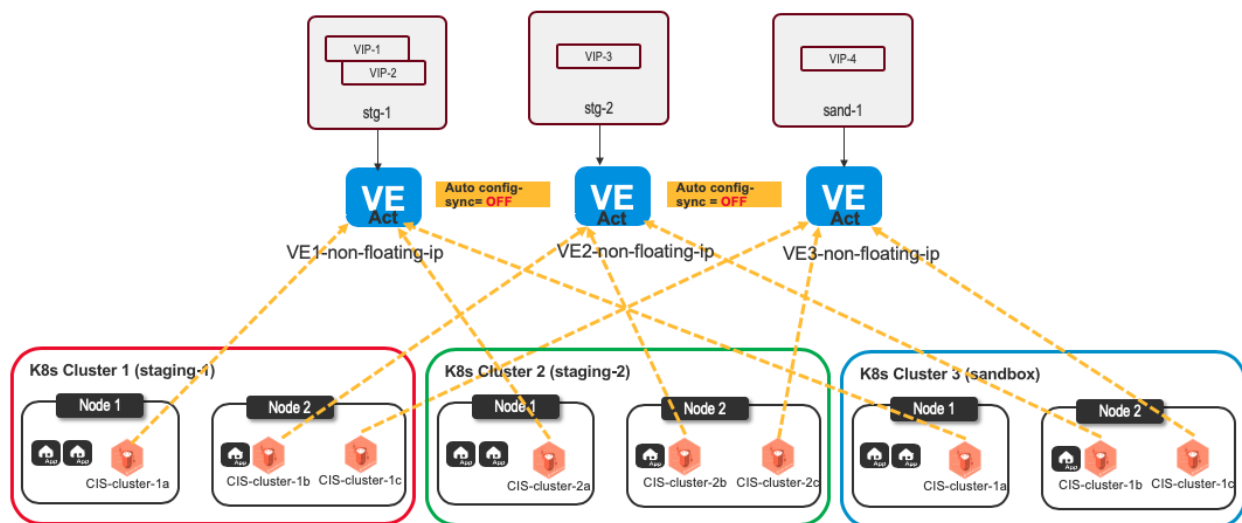 VIP-1
VIP-2
stg-1
VIP-3
stg-2
VIP-4
sand-1
VE
Act
Auto config-
sync= OFF
VE
Act
Auto config-
sync = OFF
VE
Act
VE1-non-floating-ip
VE2-non-floating-ip
VE3-non-floating-ip
K8s Cluster 1 (staging-1)
Node 1
App
App
CIS-cluster-1a
Node 2
App
CIS-cluster-1b
CIS-cluster-1c
K8s Cluster 2 (staging-2)
Node 1
App
App
CIS-cluster-2a
Node 2
App
CIS-cluster-2b
CIS-cluster-2c
K8s Cluster 3 (sandbox)
Node 1
App
App
CIS-cluster-1a
Node 2
App
CIS-cluster-1b
CIS-cluster-1c